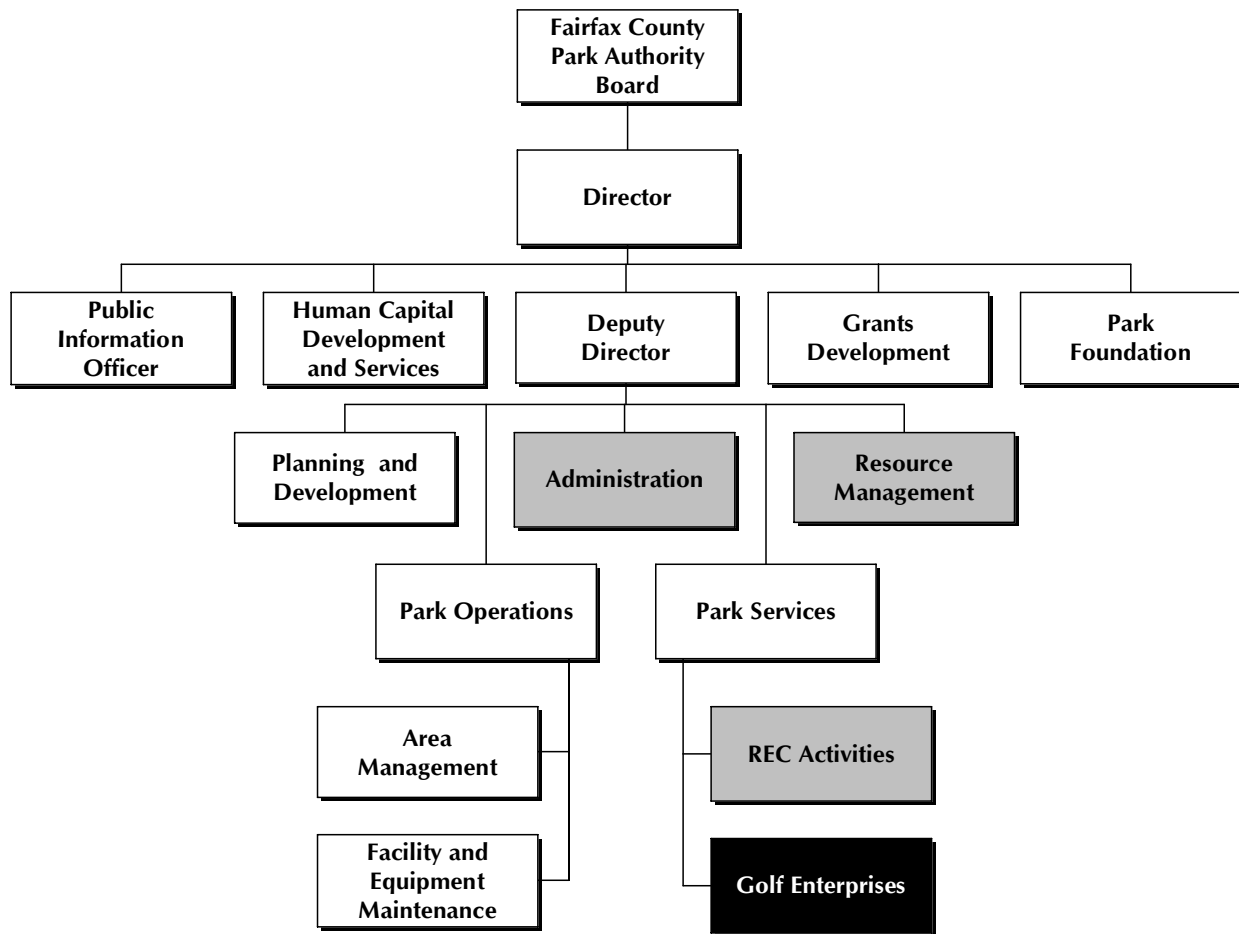 Fairfax County
Park Authority
Board
Director
Public
Information
Officer
Human Capital
Development
and Services
Deputy
Director
Grants
Development
Park
Foundation
Planning and
Development
Administration
Resource
Management
Park Operations
Park Services
Area
Management
REC Activities
Facility and
Equipment
Maintenance
Golf Enterprises